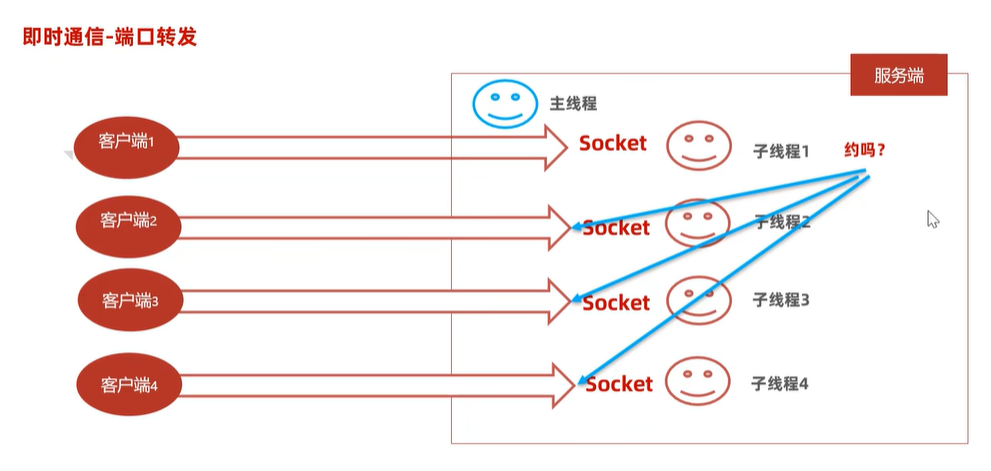 即时通信-端口转发
服务端
主线程
客户端1
Socket
子线程1
约吗?
客户端2
Socket
子线程2
客户端3
Socket
子线程3
客户端4
Socket
子线程4